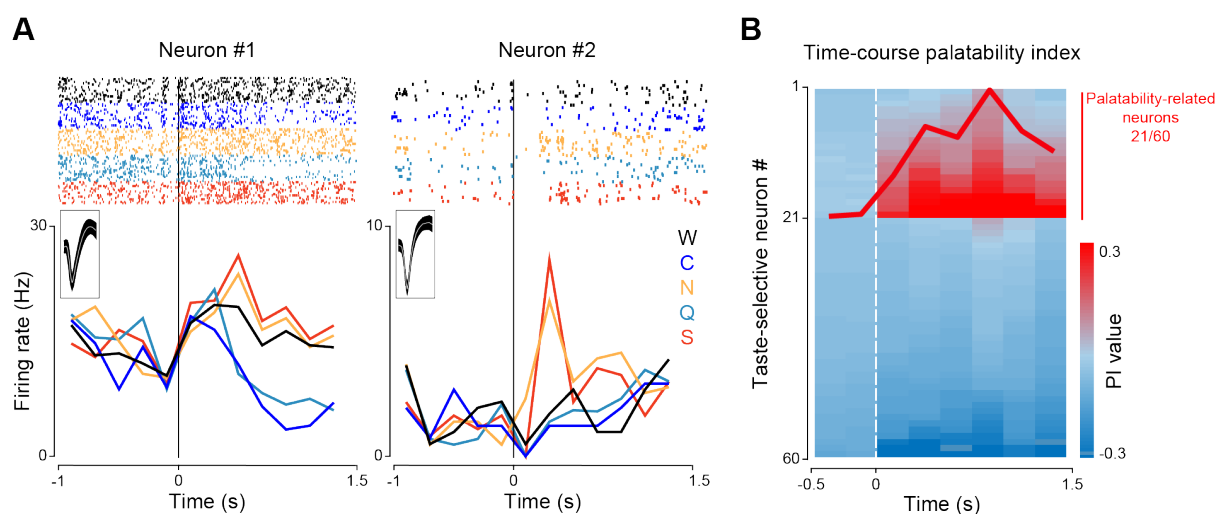 A
Neuron #1
Neuron #2
30
0
Firing rate (Hz)
-1
0
1.5
Time (s)
10
0
W
C
N
Q
S
-1
0
1.5
Time (s)
B
Time-course palatability index
1
21
60
Taste-selective neuron #
-0.5
0
1.5
Time (s)
Palatability-related
neurons
21/60
0.3
-0.3
PI value